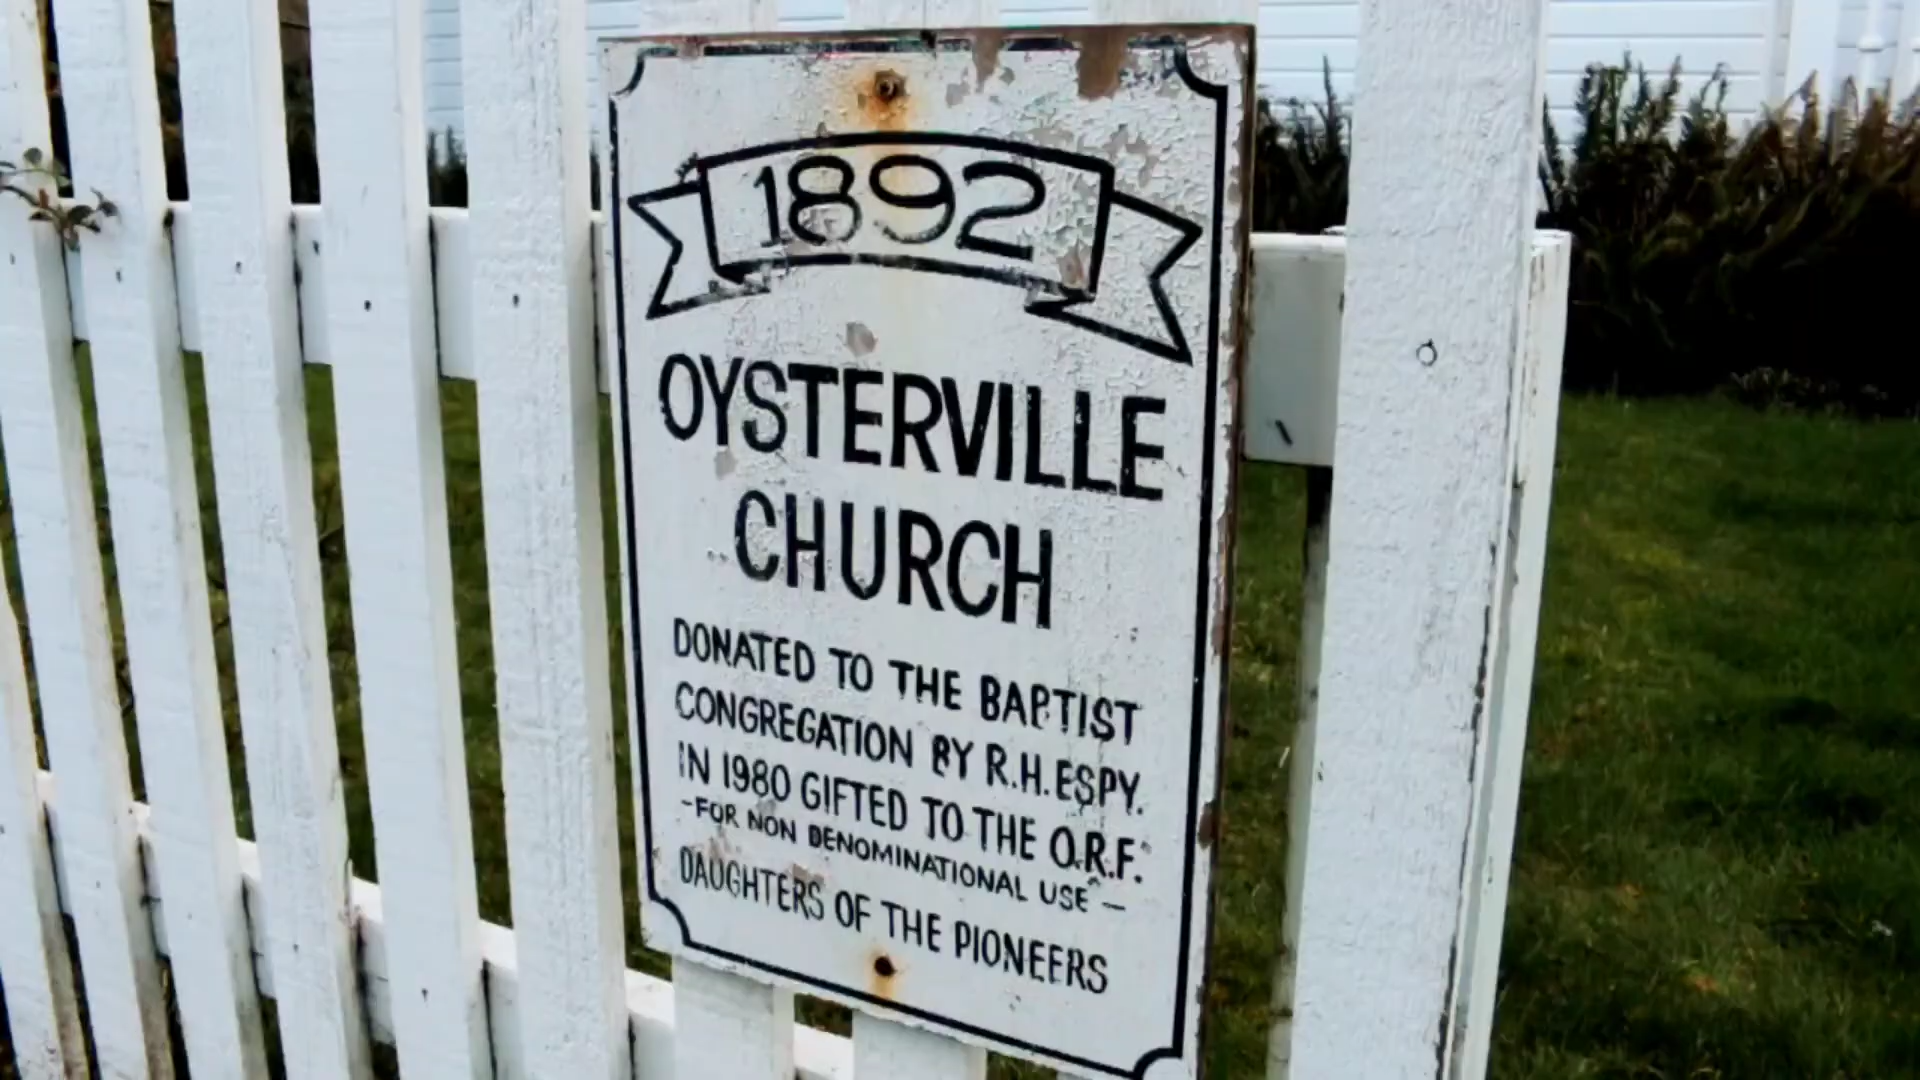 1892
OYSTERVILLE
CHURCH
DONATED TO THE BAPTIST
CONGREGATION BY R.H.ESPY.
IN 1980 GIFTED TO THE O.R.F.
-FOR NON DENOMINATIONAL USE-
DAUGHTERS OF THE PIONEERS